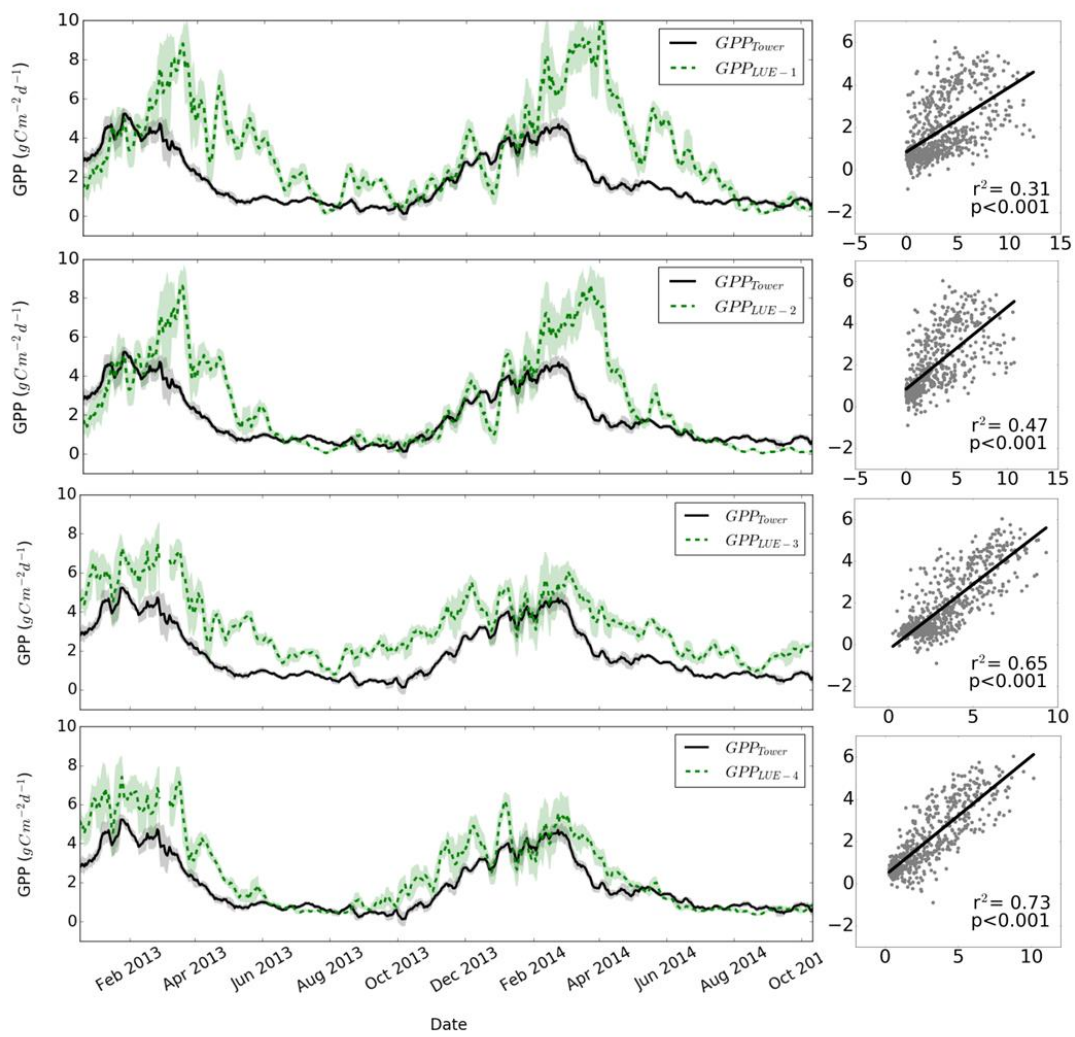 10
8
6
4
2
0
GPP (gCm⁻²d⁻¹)
GPP_Tower
GPP_LUE−1
6
4
2
0
−2
r² = 0.31
p<0.001
−5 0 5 10 15
10
8
6
4
2
0
GPP (gCm⁻²d⁻¹)
GPP_Tower
GPP_LUE−2
6
4
2
0
−2
r² = 0.47
p<0.001
−5 0 5 10 15
10
8
6
4
2
0
GPP (gCm⁻²d⁻¹)
GPP_Tower
GPP_LUE−3
6
4
2
0
−2
r² = 0.65
p<0.001
0 5 10
10
8
6
4
2
0
GPP (gCm⁻²d⁻¹)
GPP_Tower
GPP_LUE−4
6
4
2
0
−2
r² = 0.73
p<0.001
0 5 10
Feb 2013 Apr 2013 Jun 2013 Aug 2013 Oct 2013 Dec 2013 Feb 2014 Apr 2014 Jun 2014 Aug 2014 Oct 201
Date